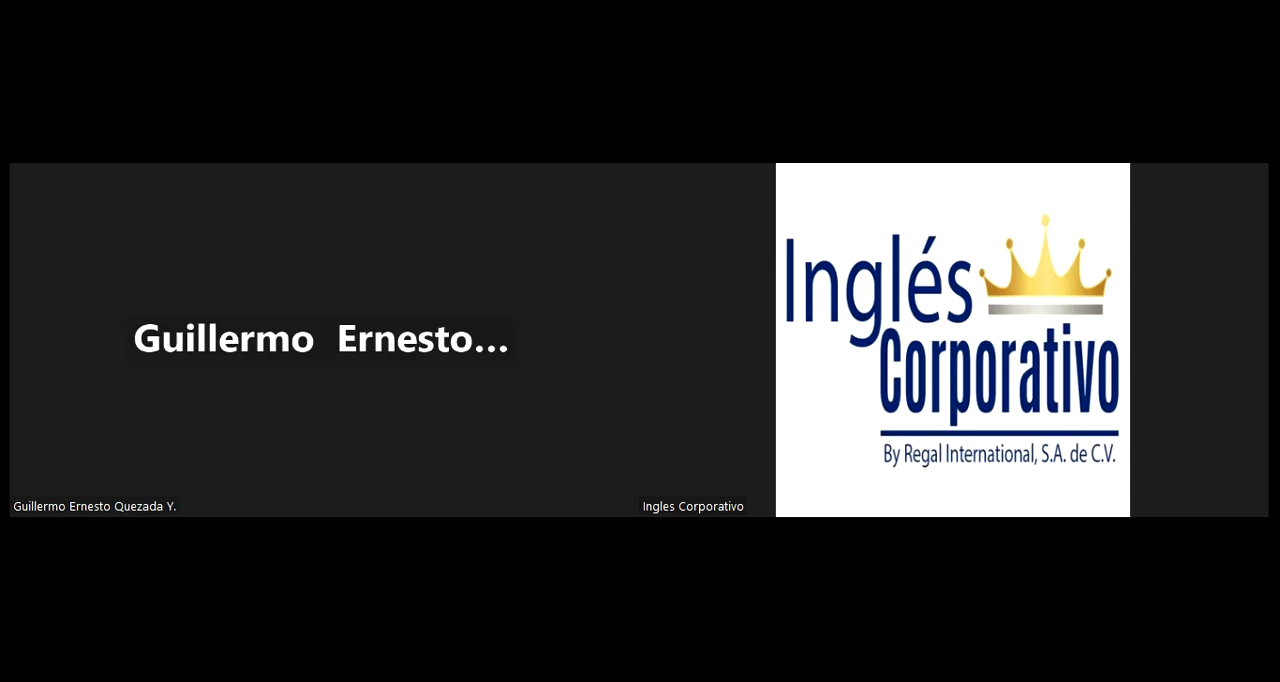 Guillermo Ernesto...
Guillermo Ernesto Quezada Y.
Inglés
Corporativo
By Regal International, S.A. de C.V.
Ingles Corporativo